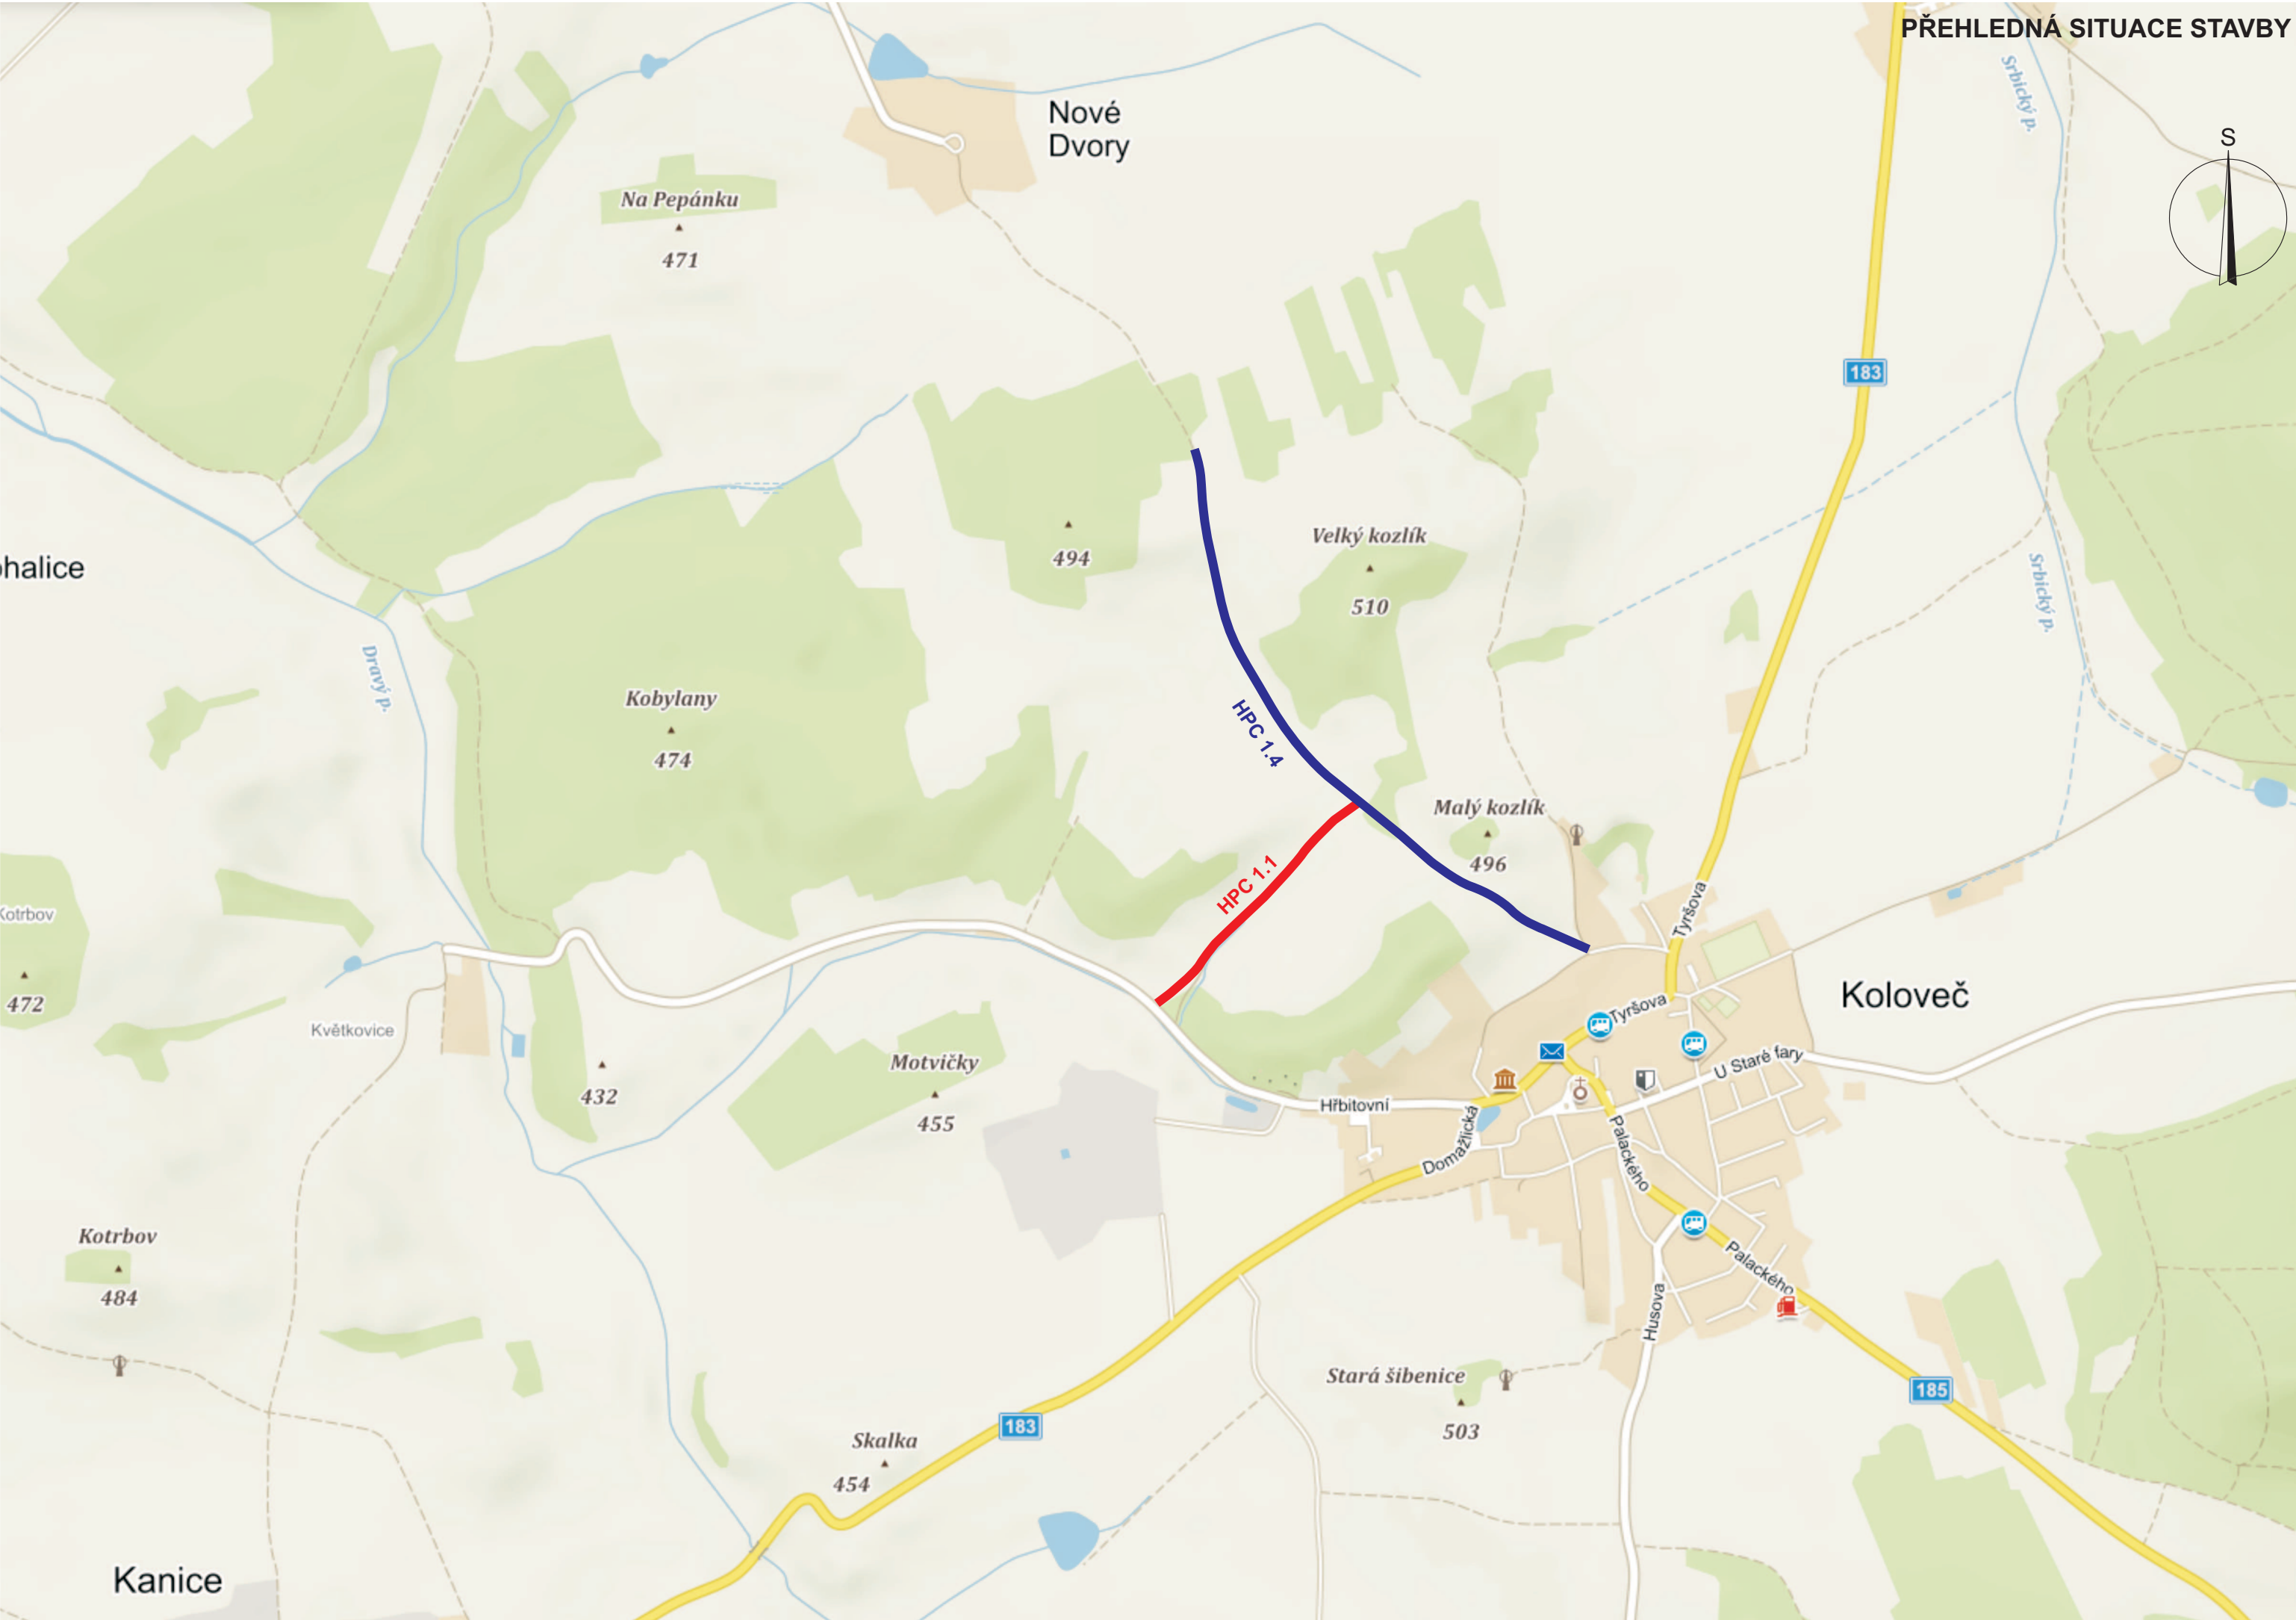 PŘEHLEDNÁ SITUACE STAVBY
Srbický p.
Nové
Dvory
S
Na Pepánku
471
183
Velký kozlík
494
510
Srbický p.
Dravý p.
Kobylany
474
HPC 1.4
Malý kozlík
496
HPC 1.1
Kotrbov
472
Tyršova
Koloveč
Květkovice
Tyršova
Motvičky
455
432
U Staré fary
Hřbitovní
Domažlická
Palackého
Kotrbov
484
Palackého
Husova
Stará šibenice
503
185
183
Skalka
454
Kanice